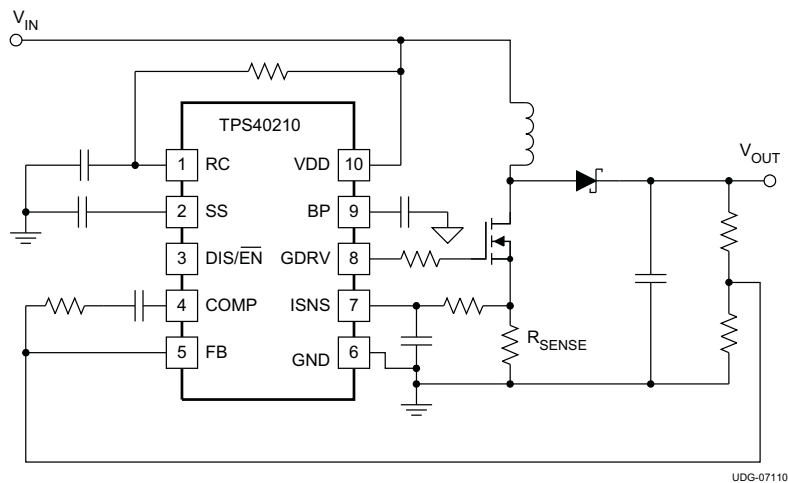 VIN
TPS40210
1 RC
VDD 10
2 SS
BP 9
3 DIS/EN
GDRV 8
4 COMP
ISNS 7
5 FB
GND 6
VOUT
RSENSE
UDG-07110